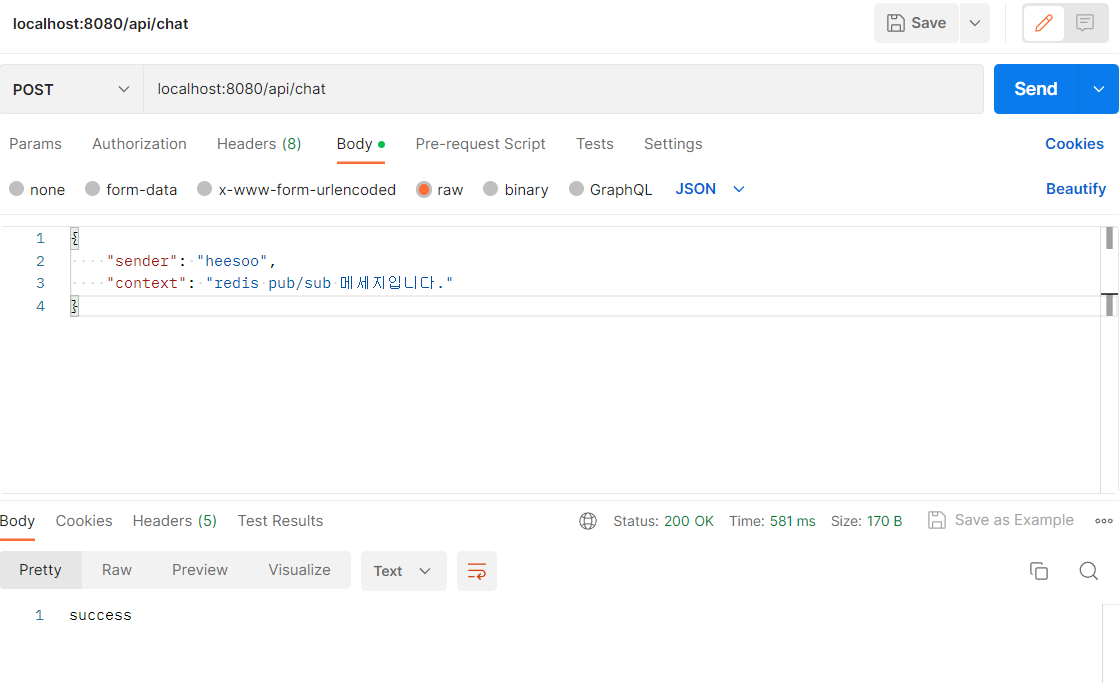 localhost:8080/api/chat
Save
POST
localhost:8080/api/chat
Send
Params Authorization Headers (8) Body Pre-request Script Tests Settings Cookies
none form-data x-www-form-urlencoded raw binary GraphQL JSON Beautify
1 {
2 "sender": "heesoo",
3 "context": "redis pub/sub 메세지입니다."
4 }
Body Cookies Headers (5) Test Results Status: 200 OK Time: 581 ms Size: 170 B Save as Example
Pretty Raw Preview Visualize Text
1 success